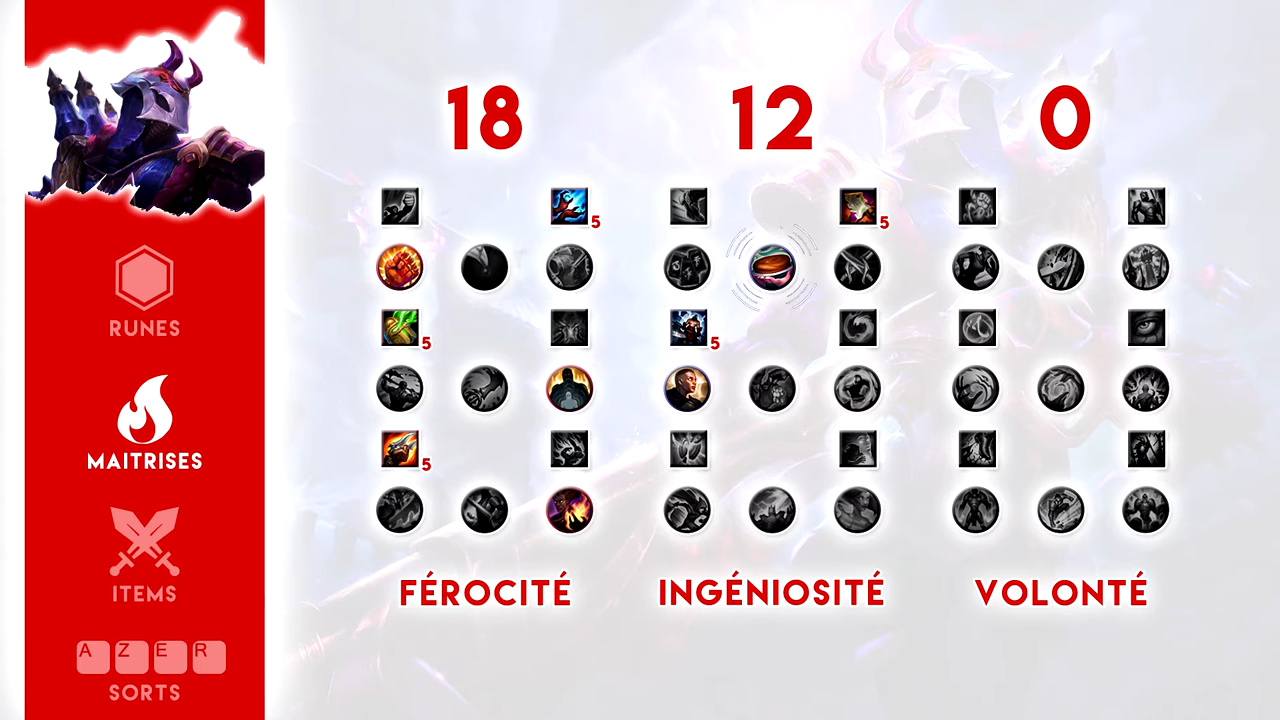 18
12
0
5
5
5
5
5
RUNES
MAITRISES
ITEMS
A Z E R
SORTS
FÉROCITÉ
INGÉNIOSITÉ
VOLONTÉ